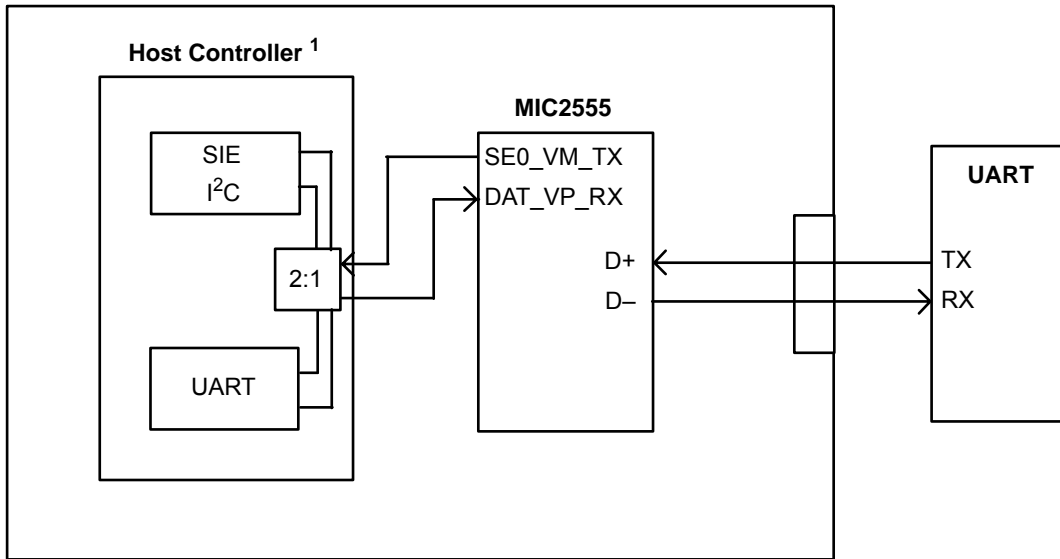 Host Controller ¹
MIC2555
SIE
I²C
SE0_VM_TX
DAT_VP_RX
UART
2:1
D+
D–
TX
RX
UART